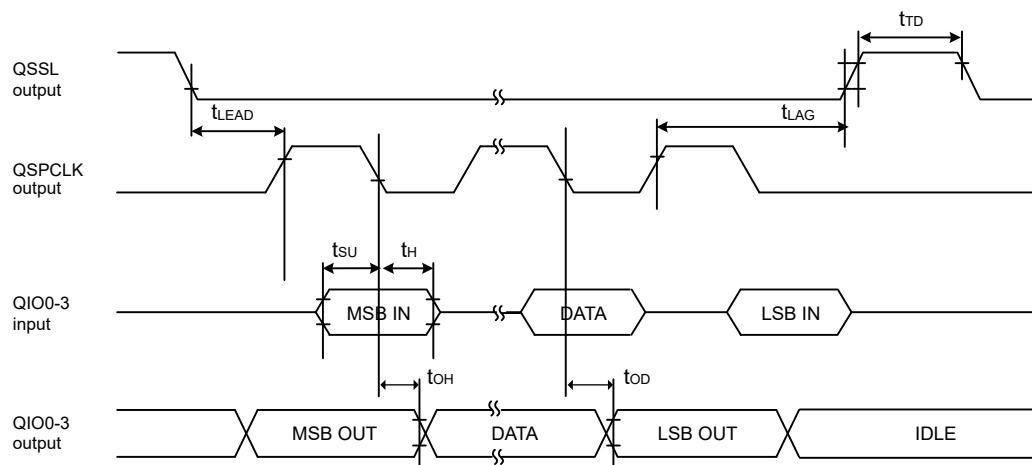 tTD
QSSL
output
tLEAD
tLAG
QSPCLK
output
tSU
tH
QIO0-3
input
MSB IN
DATA
LSB IN
tOH
tOD
QIO0-3
output
MSB OUT
DATA
LSB OUT
IDLE